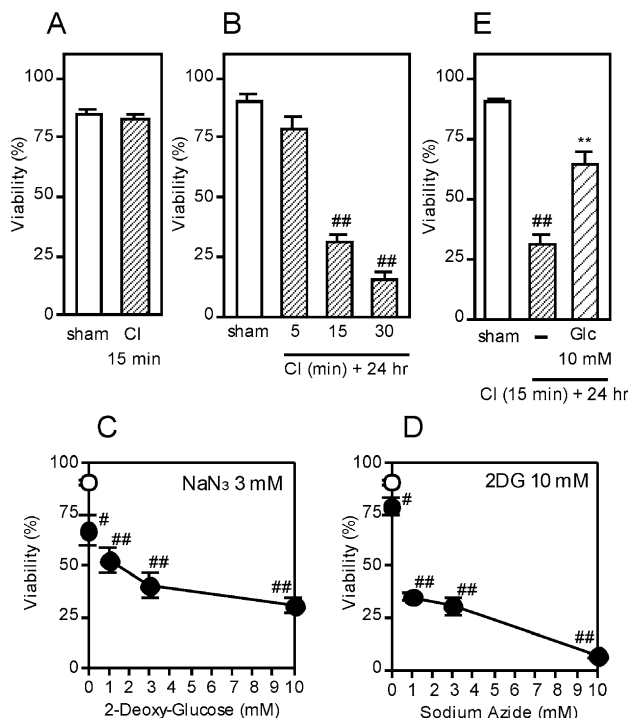 A
Viability (%)
100
75
50
25
0
sham
CI
15 min
B
Viability (%)
100
75
50
25
0
##
##
sham
5
15
30
CI (min) + 24 hr
E
Viability (%)
100
75
50
25
0
##
**
sham
–
Glc
10 mM
CI (15 min) + 24 hr
C
NaN₃ 3 mM
Viability (%)
100
75
50
25
0
#
##
##
##
0 1 2 3 4 5 6 7 8 9 10
2-Deoxy-Glucose (mM)
D
2DG 10 mM
Viability (%)
100
75
50
25
0
#
##
##
##
0 1 2 3 4 5 6 7 8 9 10
Sodium Azide (mM)